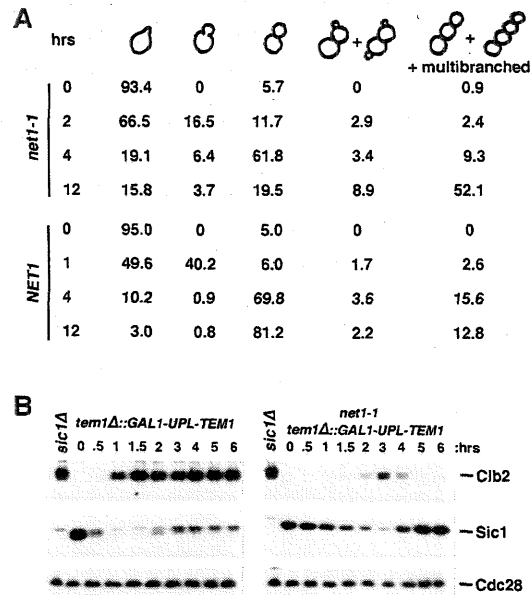 A
hrs
+ +
+ multibranched
net1-1
0 93.4 0 5.7 0 0.9
2 66.5 16.5 11.7 2.9 2.4
4 19.1 6.4 61.8 3.4 9.3
12 15.8 3.7 19.5 8.9 52.1
NET1
0 95.0 0 5.0 0 0
1 49.6 40.2 6.0 1.7 2.6
4 10.2 0.9 69.8 3.6 15.6
12 3.0 0.8 81.2 2.2 12.8
B
sic1Δ
tem1Δ::GAL1-UPL-TEM1
0 .5 1 1.5 2 3 4 5 6
sic1Δ
net1-1
tem1Δ::GAL1-UPL-TEM1
0 .5 1 1.5 2 3 4 5 6 :hrs
Clb2
Sic1
Cdc28